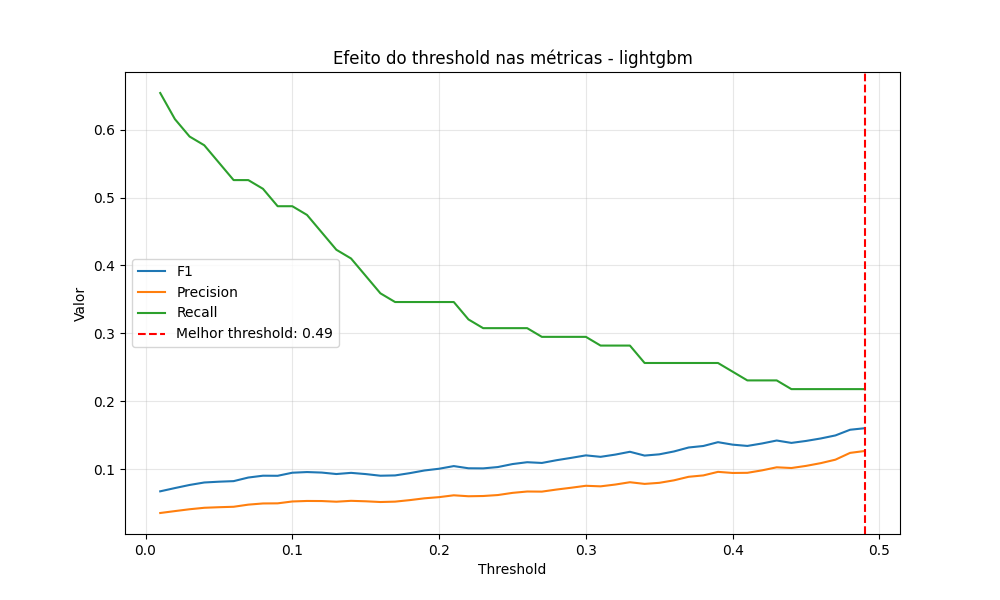 Efeito do threshold nas métricas - lightgbm
Valor
0.6
0.5
0.4
0.3
0.2
0.1
F1
Precision
Recall
Melhor threshold: 0.49
0.0
0.1
0.2
0.3
0.4
0.5
Threshold